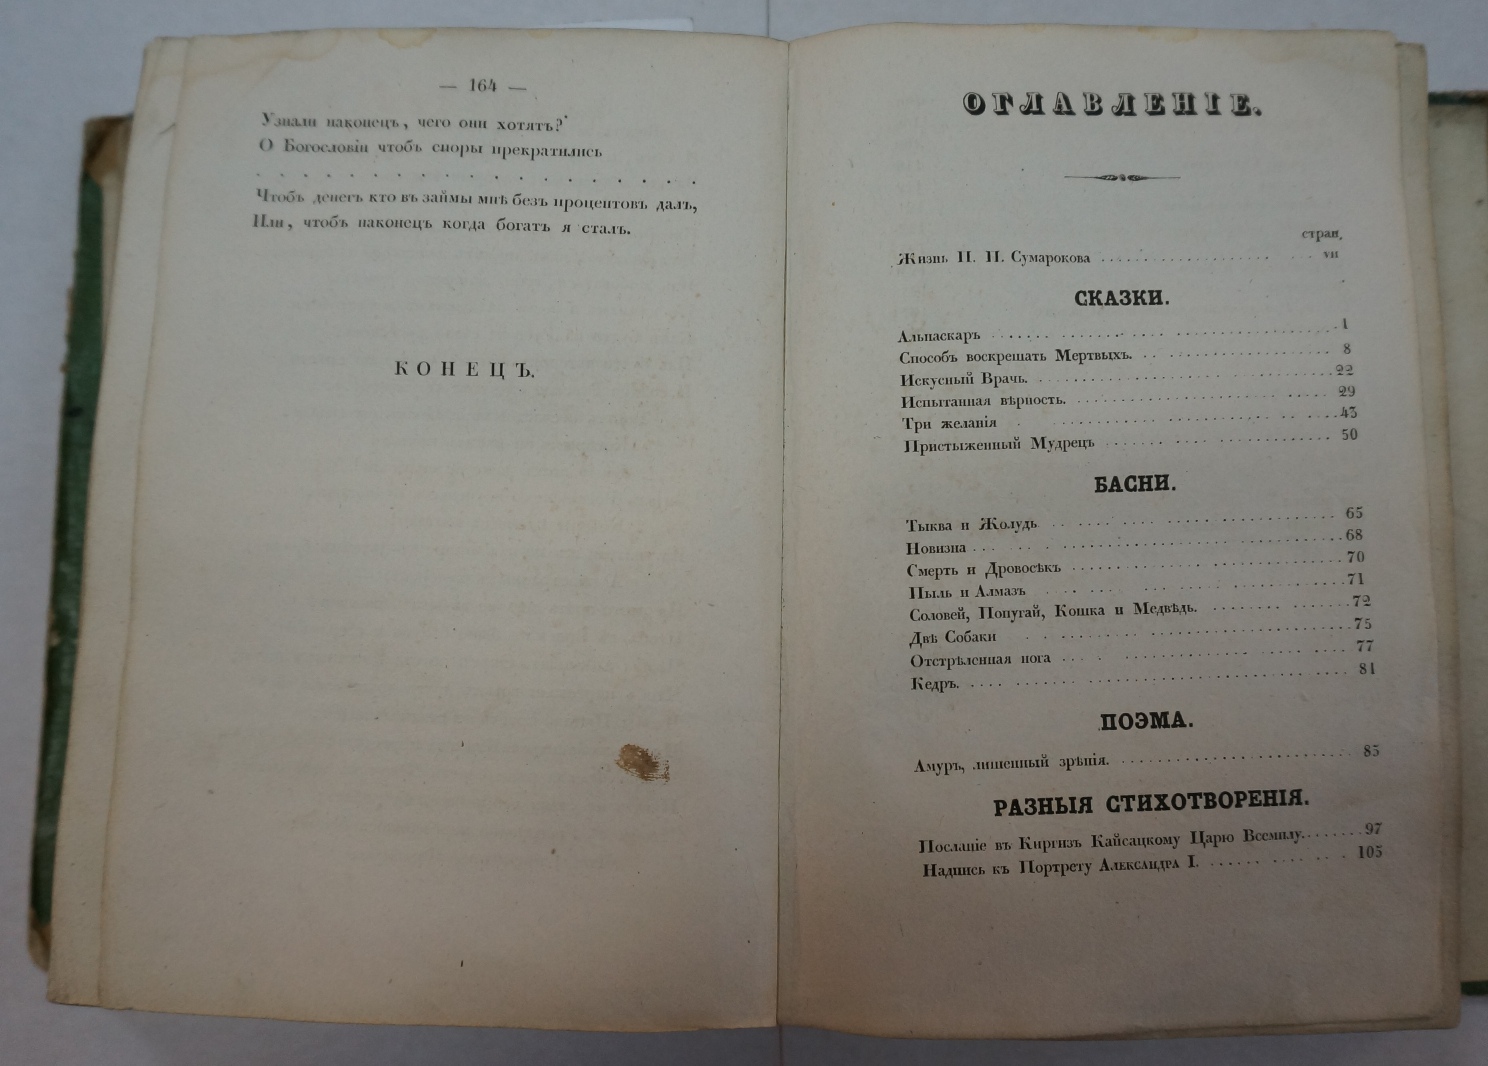 — 164 —
Узнали наконецъ, чего они хотятъ?
О Богословіи чтобъ споры прекратились
. . . . . . . . . . . . . . . . . .
Чтобъ денегъ кто въ займы мнѣ безъ процентовъ далъ,
Или, чтобъ наконецъ когда богатъ я сталъ.
КОНЕЦЪ.
ОГЛАВЛЕНІЕ.
стран.
Жизнь П. П. Сумарокова . . . . . . . . . . . . . . . . . vii
СКАЗКИ.
Альнаскаръ . . . . . . . . . . . . . . . . . 1
Способъ воскрешать Мертвыхъ. . . . . . . . . . . . . . . . . 8
Искусный Врачь. . . . . . . . . . . . . . . . . 22
Испытанная вѣрность. . . . . . . . . . . . . . . . . 29
Три желанія . . . . . . . . . . . . . . . . . 43
Пристыженный Мудрецъ . . . . . . . . . . . . . . . . . 50
БАСНИ.
Тыква и Жолудь . . . . . . . . . . . . . . . . . 65
Новизна . . . . . . . . . . . . . . . . . 68
Смерть и Дровосѣкъ . . . . . . . . . . . . . . . . . 70
Пыль и Алмазъ . . . . . . . . . . . . . . . . . 71
Соловей, Попугай, Кошка и Медвѣдь. . . . . . . . . . . . . 72
Двѣ Собаки . . . . . . . . . . . . . . . . . 75
Отстрѣленная нога . . . . . . . . . . . . . . . . . 77
Кедръ. . . . . . . . . . . . . . . . . 81
ПОЭМА.
Амуръ, лишенный зрѣнія. . . . . . . . . . . . . . . . . 85
РАЗНЫЯ СТИХОТВОРЕНІЯ.
Посланіе въ Киргизъ Кайсацкому Царю Всемилу. . . . . . . . 97
Надпись къ Портрету Александра I. . . . . . . . . . . . . 105